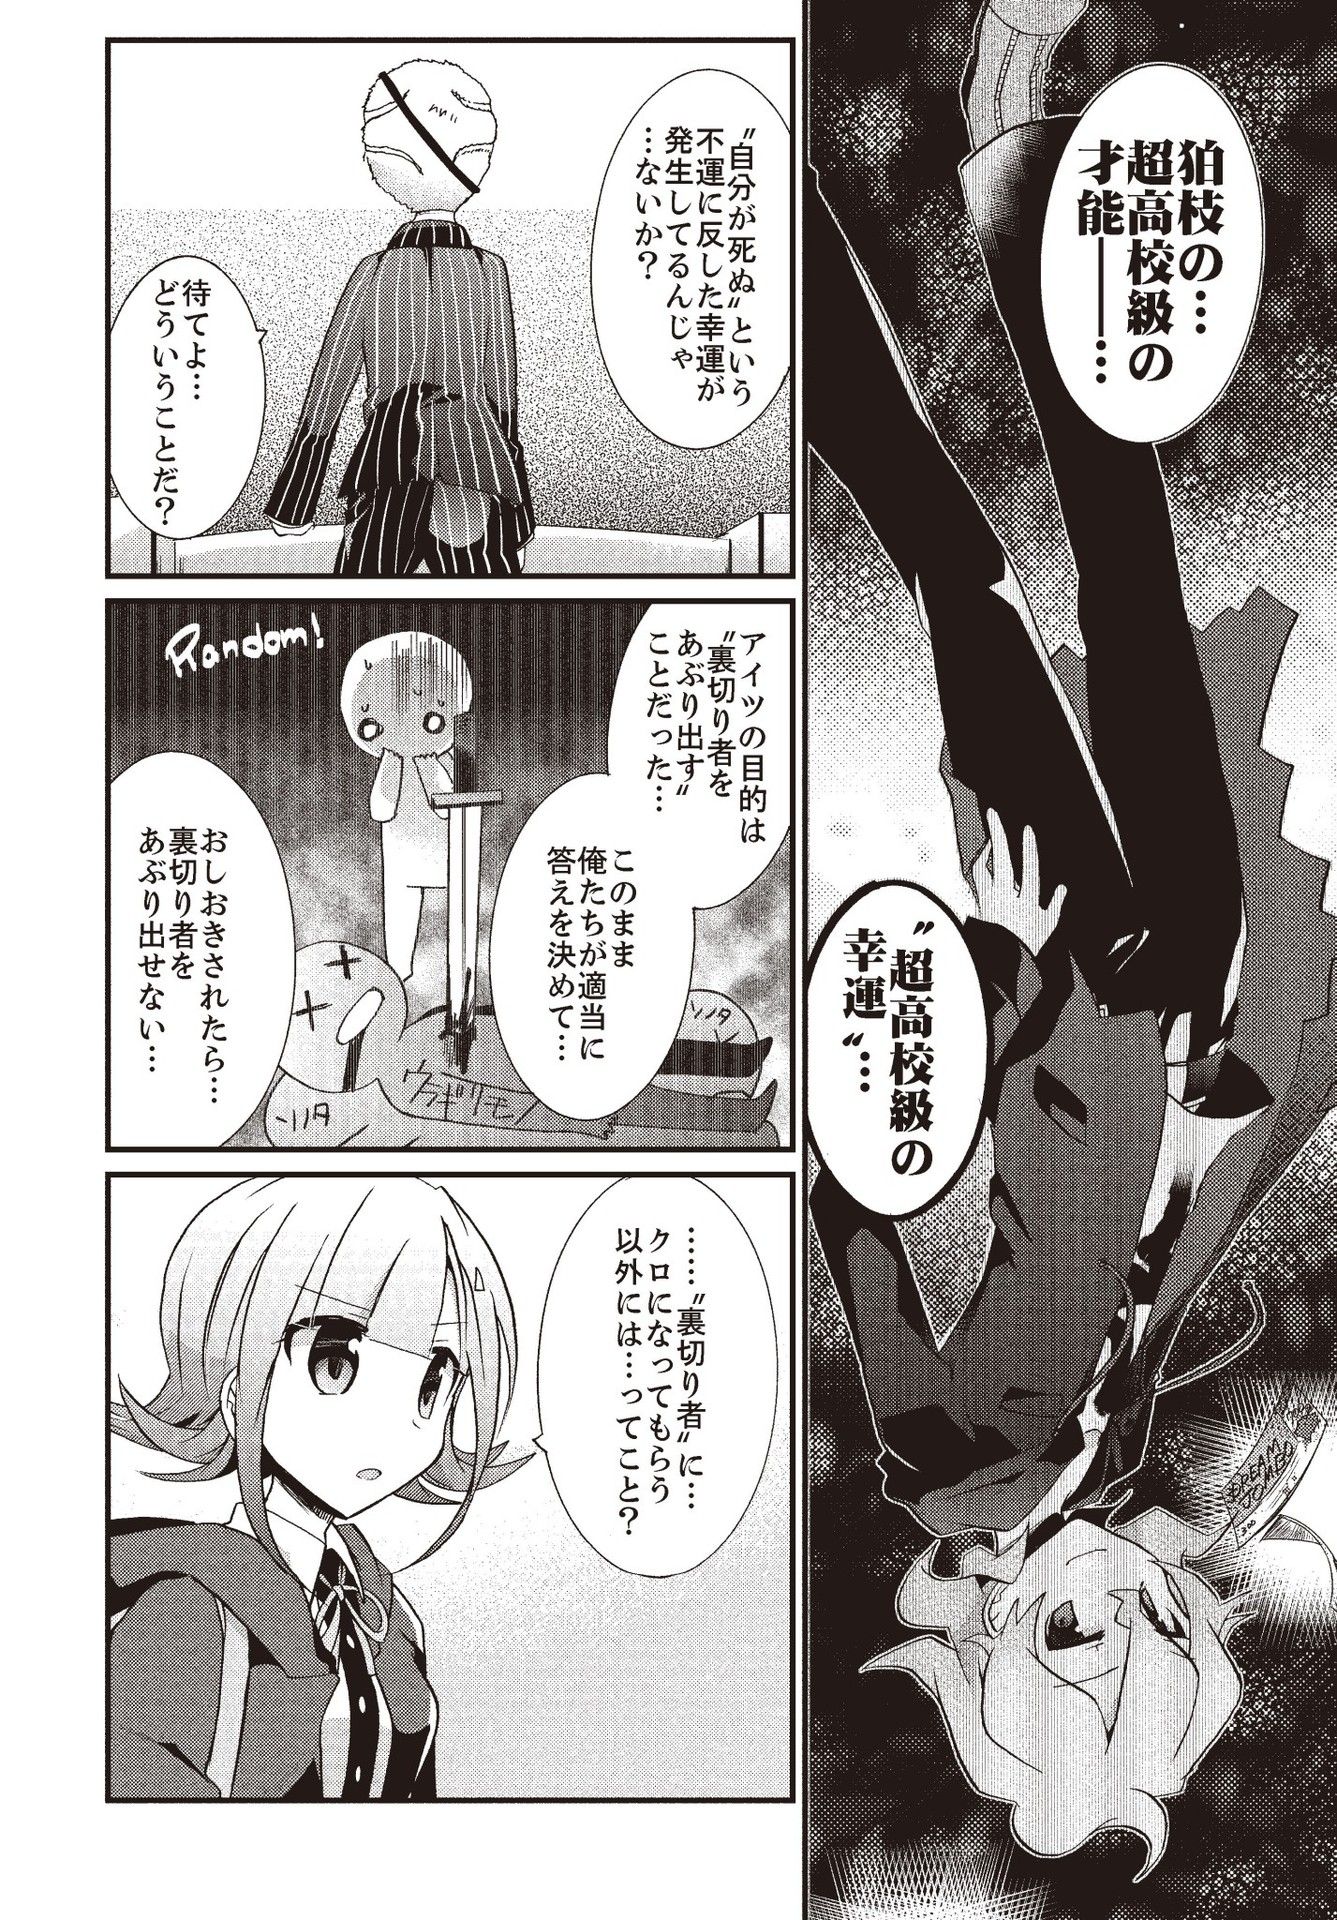 狛枝の…
超高校級の
才能――…
〝超高校級の
幸運〟…
〝自分が死ぬ〟という
不運に反した幸運が
発生してるんじゃ
…ないか？
待てよ…
どういうことだ？
アイツの目的は
〝裏切り者を
あぶり出す〟
ことだった…
このまま
俺たちが適当に
答えを決めて…
おしおきされたら…
裏切り者を
あぶり出せない…
Random!
ソノタ
ウラギリモノ
ソノタ
……〝裏切り者〟に…
クロになってもらう
以外には…ってこと？